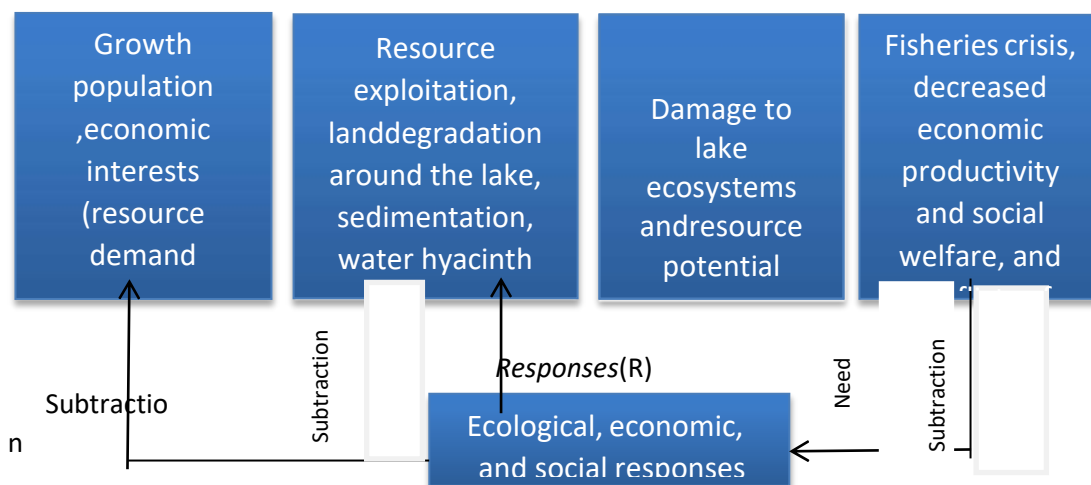 Growth
population
,economic
interests
(resource
demand
Resource
exploitation,
landdegradation
around the lake,
sedimentation,
water hyacinth
Damage to
lake
ecosystems
andresource
potential
Fisheries crisis,
decreased
economic
productivity
and social
welfare, and
Subtractio
n
Subtraction
Responses(R)
Need
Subtraction
Ecological, economic,
and social responses